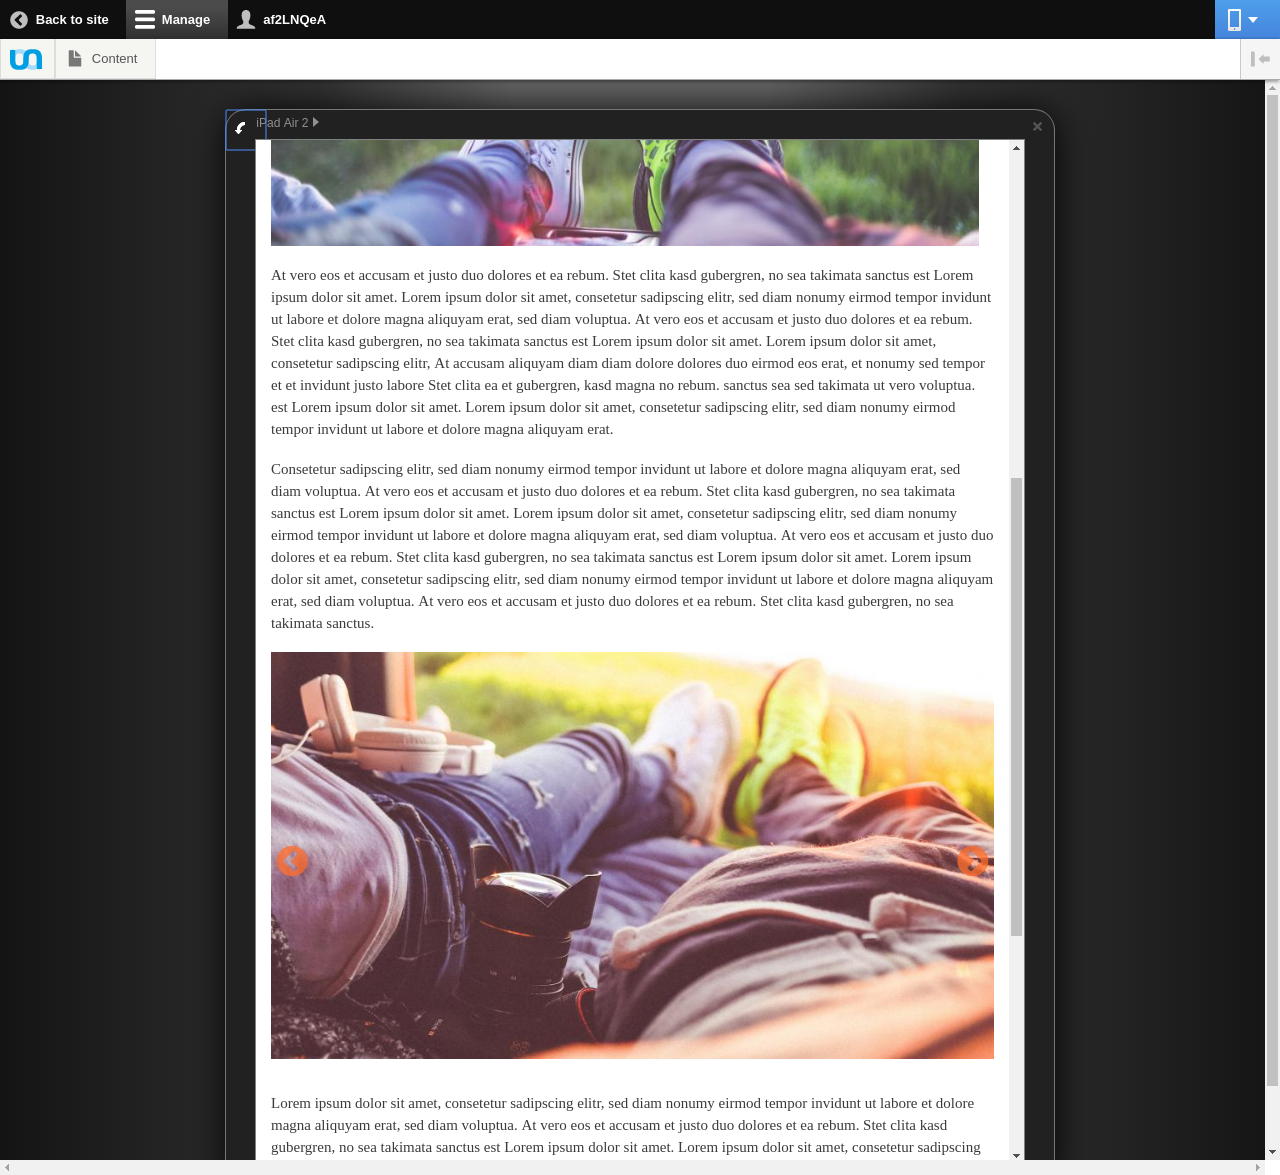 Back to site
Manage
af2LNQeA
Content
iPad Air 2
At vero eos et accusam et justo duo dolores et ea rebum. Stet clita kasd gubergren, no sea takimata sanctus est Lorem
ipsum dolor sit amet. Lorem ipsum dolor sit amet, consetetur sadipscing elitr, sed diam nonumy eirmod tempor invidunt
ut labore et dolore magna aliquyam erat, sed diam voluptua. At vero eos et accusam et justo duo dolores et ea rebum.
Stet clita kasd gubergren, no sea takimata sanctus est Lorem ipsum dolor sit amet. Lorem ipsum dolor sit amet,
consetetur sadipscing elitr, At accusam aliquyam diam diam dolore dolores duo eirmod eos erat, et nonumy sed tempor
et et invidunt justo labore Stet clita ea et gubergren, kasd magna no rebum. sanctus sea sed takimata ut vero voluptua.
est Lorem ipsum dolor sit amet. Lorem ipsum dolor sit amet, consetetur sadipscing elitr, sed diam nonumy eirmod
tempor invidunt ut labore et dolore magna aliquyam erat.
Consetetur sadipscing elitr, sed diam nonumy eirmod tempor invidunt ut labore et dolore magna aliquyam erat, sed
diam voluptua. At vero eos et accusam et justo duo dolores et ea rebum. Stet clita kasd gubergren, no sea takimata
sanctus est Lorem ipsum dolor sit amet. Lorem ipsum dolor sit amet, consetetur sadipscing elitr, sed diam nonumy
eirmod tempor invidunt ut labore et dolore magna aliquyam erat, sed diam voluptua. At vero eos et accusam et justo duo
dolores et ea rebum. Stet clita kasd gubergren, no sea takimata sanctus est Lorem ipsum dolor sit amet. Lorem ipsum
dolor sit amet, consetetur sadipscing elitr, sed diam nonumy eirmod tempor invidunt ut labore et dolore magna aliquyam
erat, sed diam voluptua. At vero eos et accusam et justo duo dolores et ea rebum. Stet clita kasd gubergren, no sea
takimata sanctus.
Lorem ipsum dolor sit amet, consetetur sadipscing elitr, sed diam nonumy eirmod tempor invidunt ut labore et dolore
magna aliquyam erat, sed diam voluptua. At vero eos et accusam et justo duo dolores et ea rebum. Stet clita kasd
gubergren, no sea takimata sanctus est Lorem ipsum dolor sit amet. Lorem ipsum dolor sit amet, consetetur sadipscing